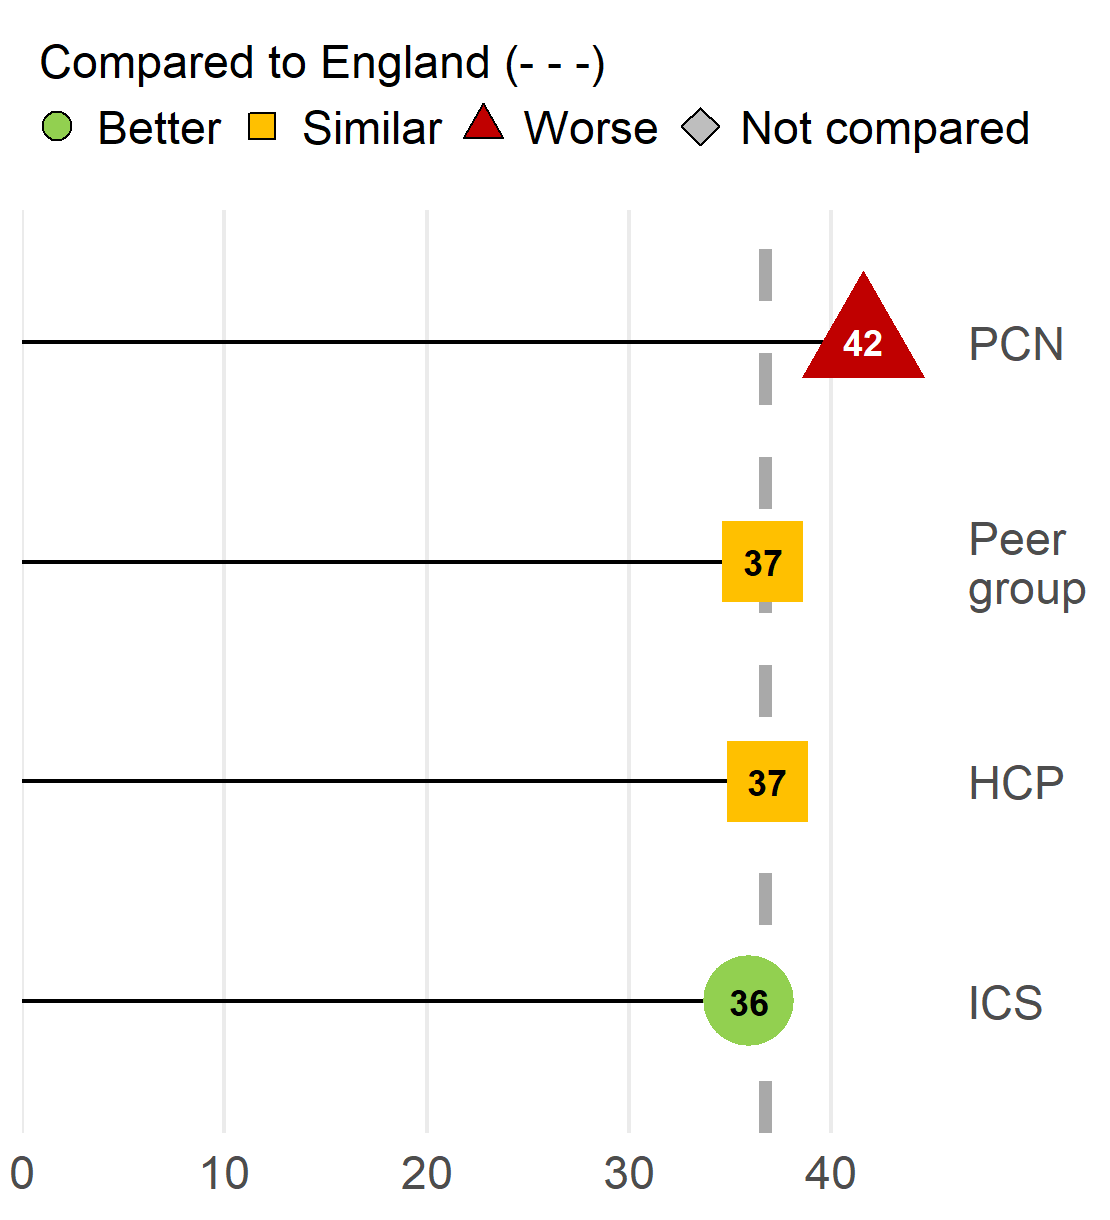 Compared to England (- - -)
Better Similar Worse Not compared
42 PCN
37 Peer
group
37 HCP
36 ICS
0 10 20 30 40